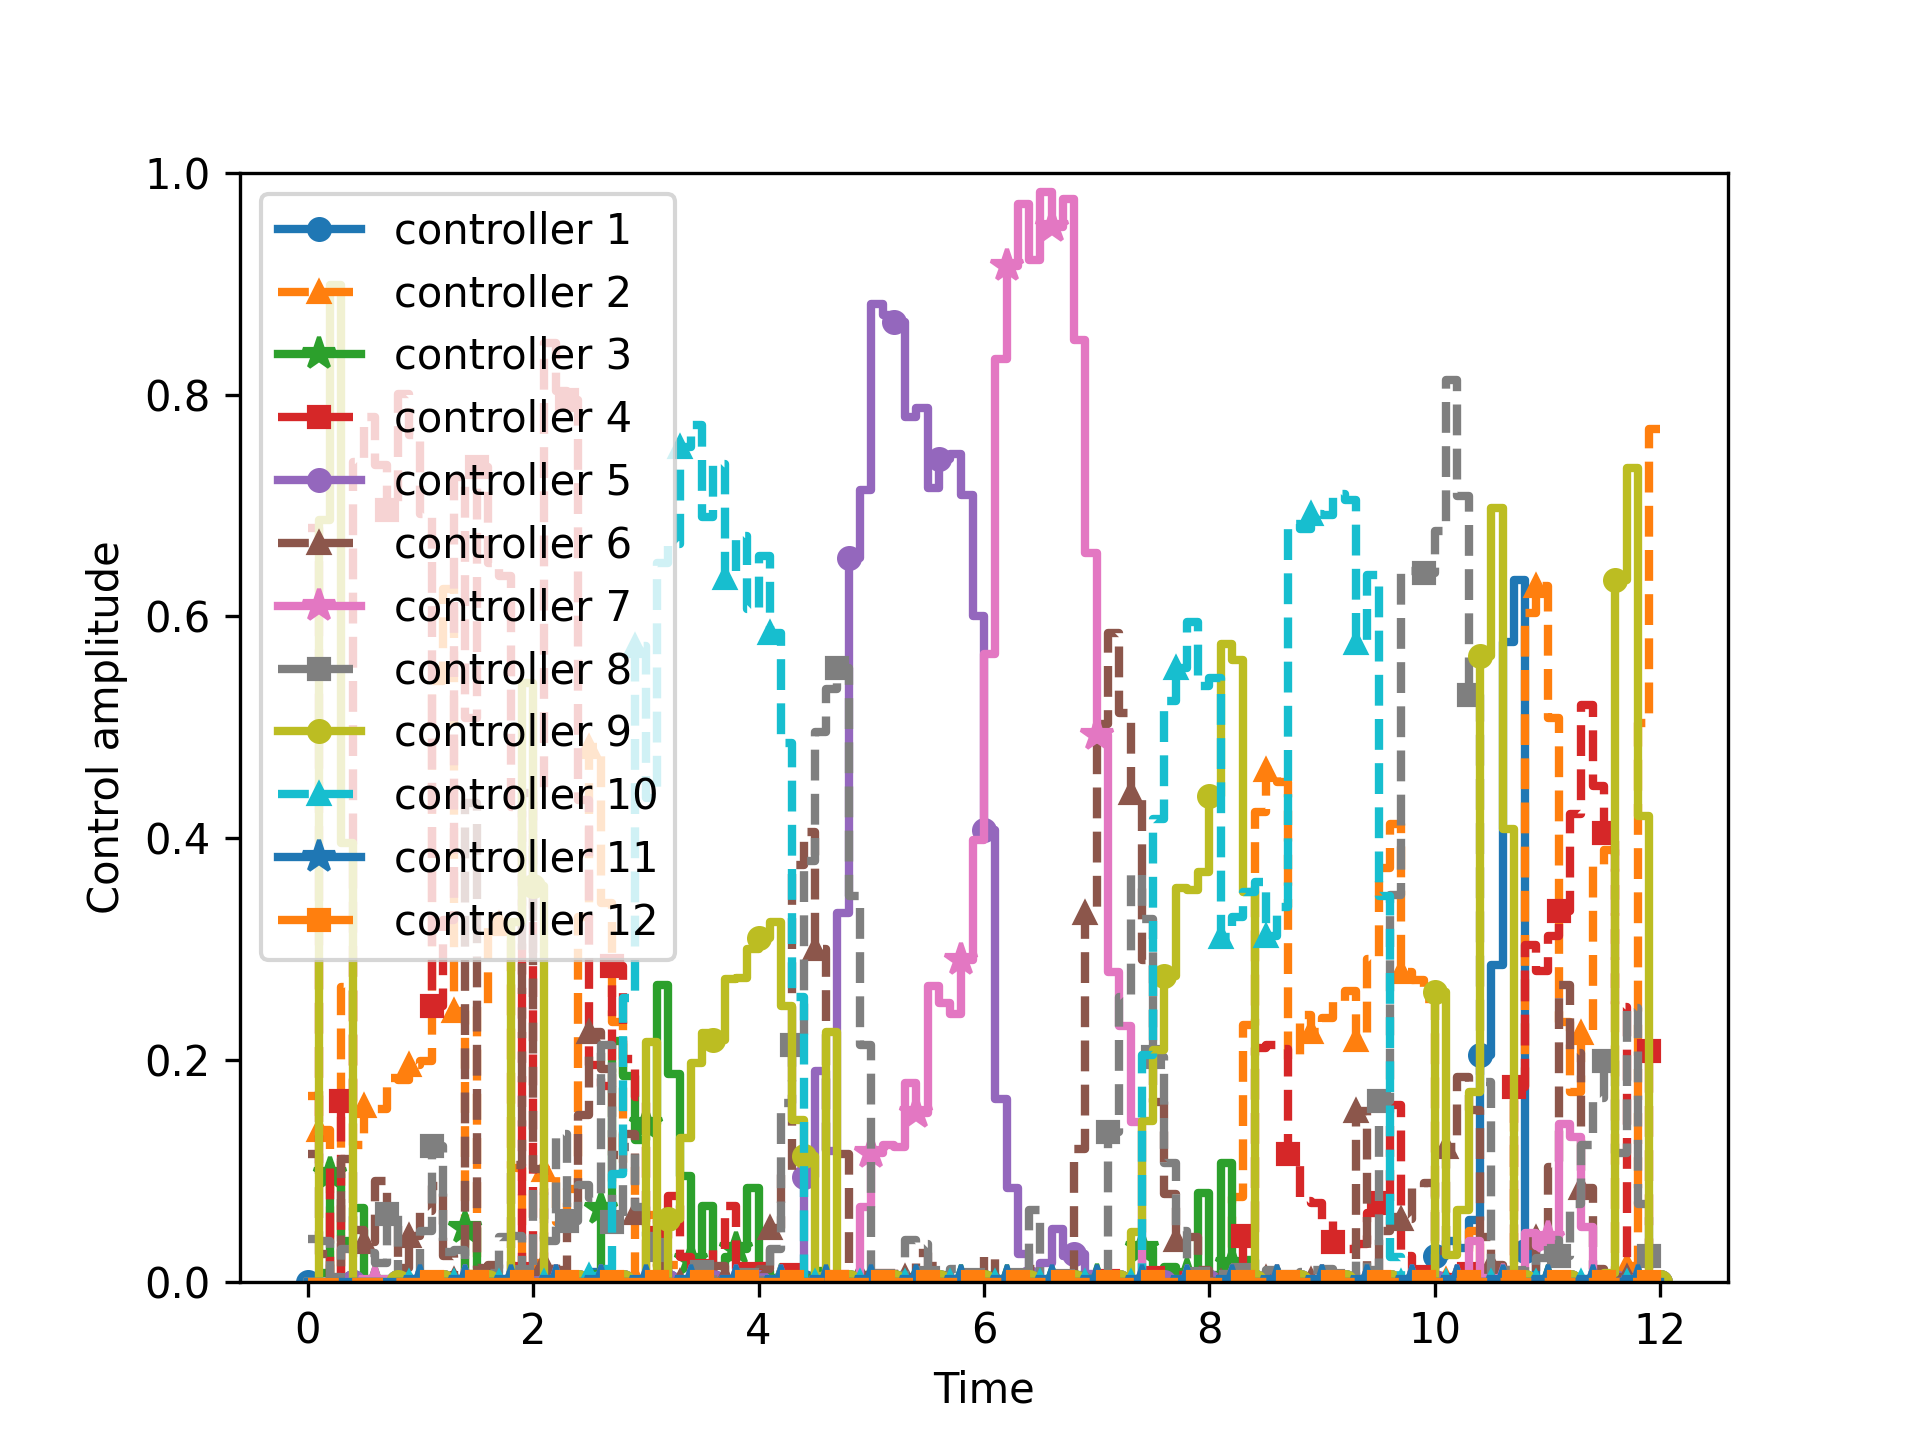 controller 1
controller 2
controller 3
controller 4
controller 5
controller 6
controller 7
controller 8
controller 9
controller 10
controller 11
controller 12
1.0
0.8
0.6
0.4
0.2
0.0
Control amplitude
0 2 4 6 8 10 12
Time